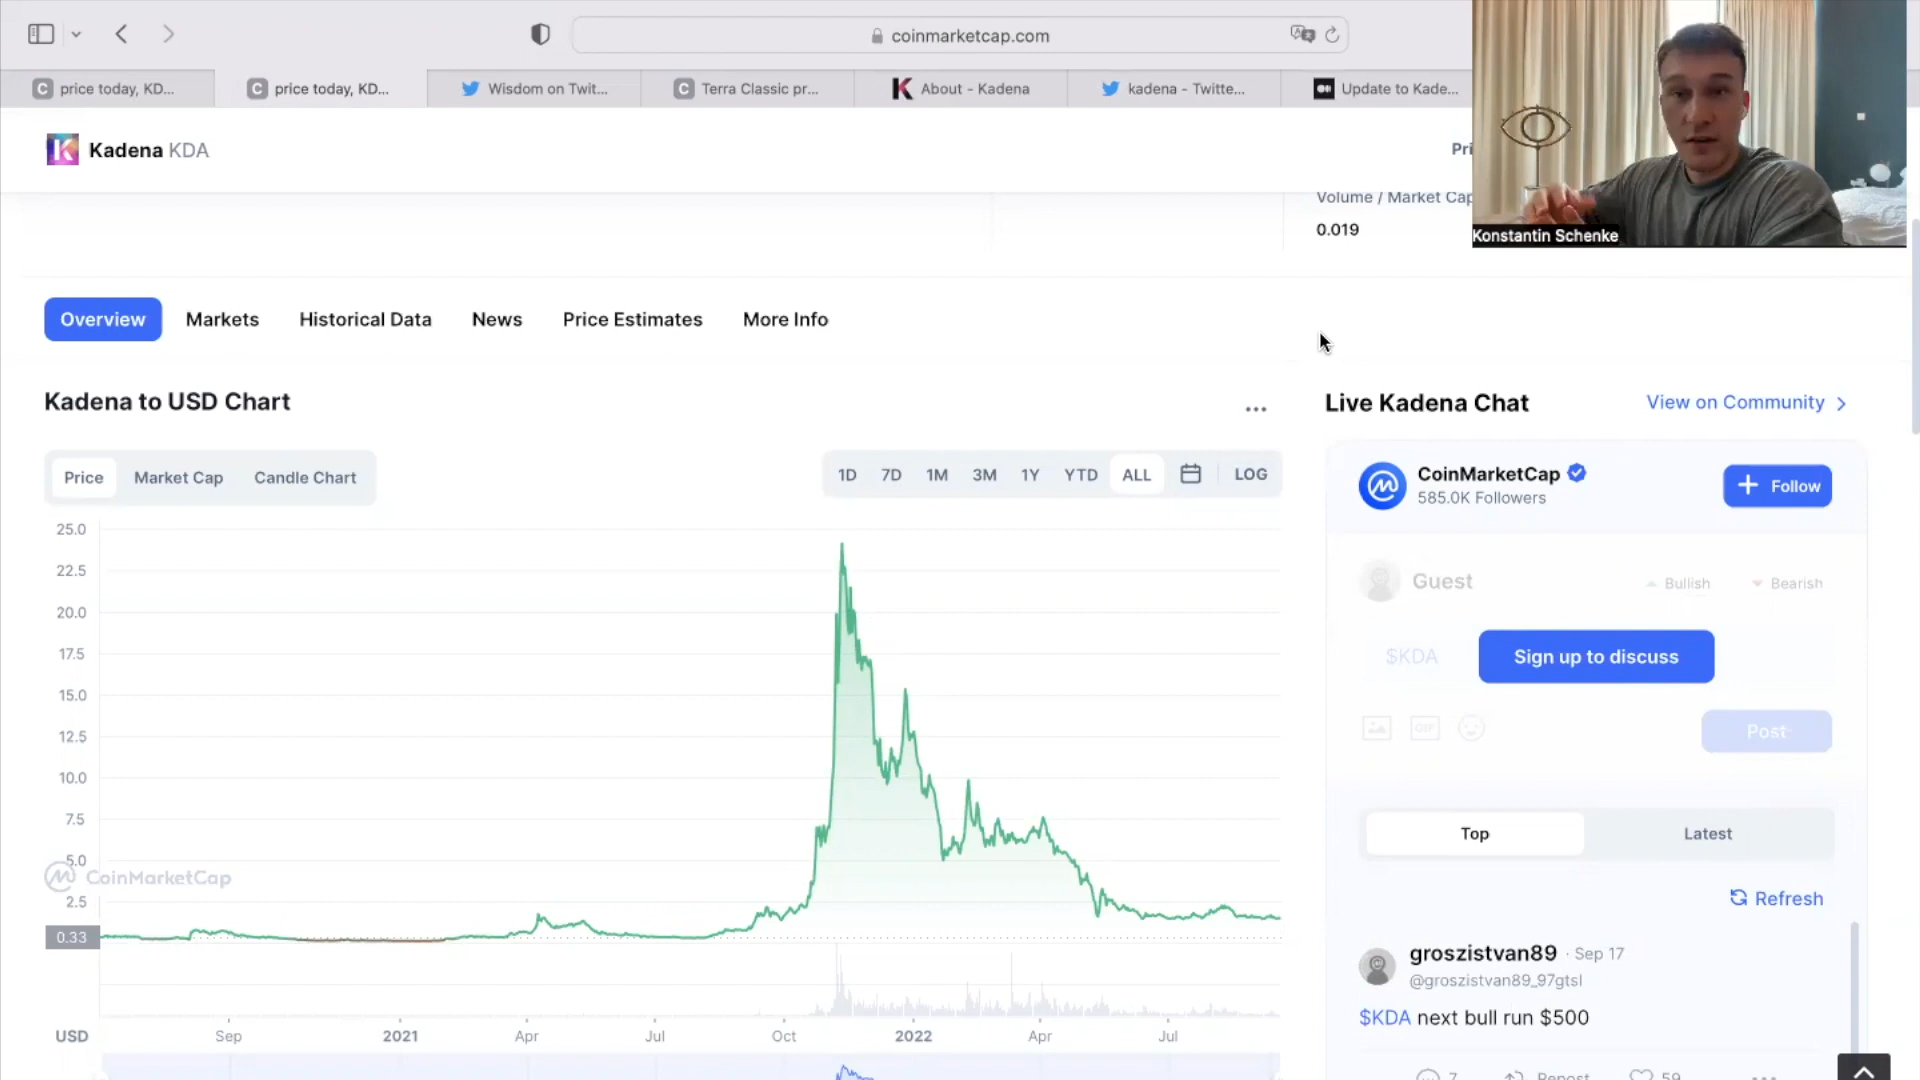 coinmarketcap.com
price today, KD...
price today, KD...
Wisdom on Twit...
Terra Classic pr...
About - Kadena
kadena - Twitte...
Update to Kade...
Kadena KDA
Pri
Volume / Market Cap
0.019
Konstantin Schenke
Overview
Markets
Historical Data
News
Price Estimates
More Info
Kadena to USD Chart
Price
Market Cap
Candle Chart
1D
7D
1M
3M
1Y
YTD
ALL
LOG
25.0
22.5
20.0
17.5
15.0
12.5
10.0
7.5
5.0
2.5
0.33
CoinMarketCap
USD
Sep
2021
Apr
Jul
Oct
2022
Apr
Jul
Live Kadena Chat
View on Community
CoinMarketCap
585.0K Followers
+ Follow
Guest
Bullish
Bearish
$KDA
Sign up to discuss
GIF
Post
Top
Latest
Refresh
groszistvan89 · Sep 17
@groszistvan89_97gtsl
$KDA next bull run $500
7
Repost
59